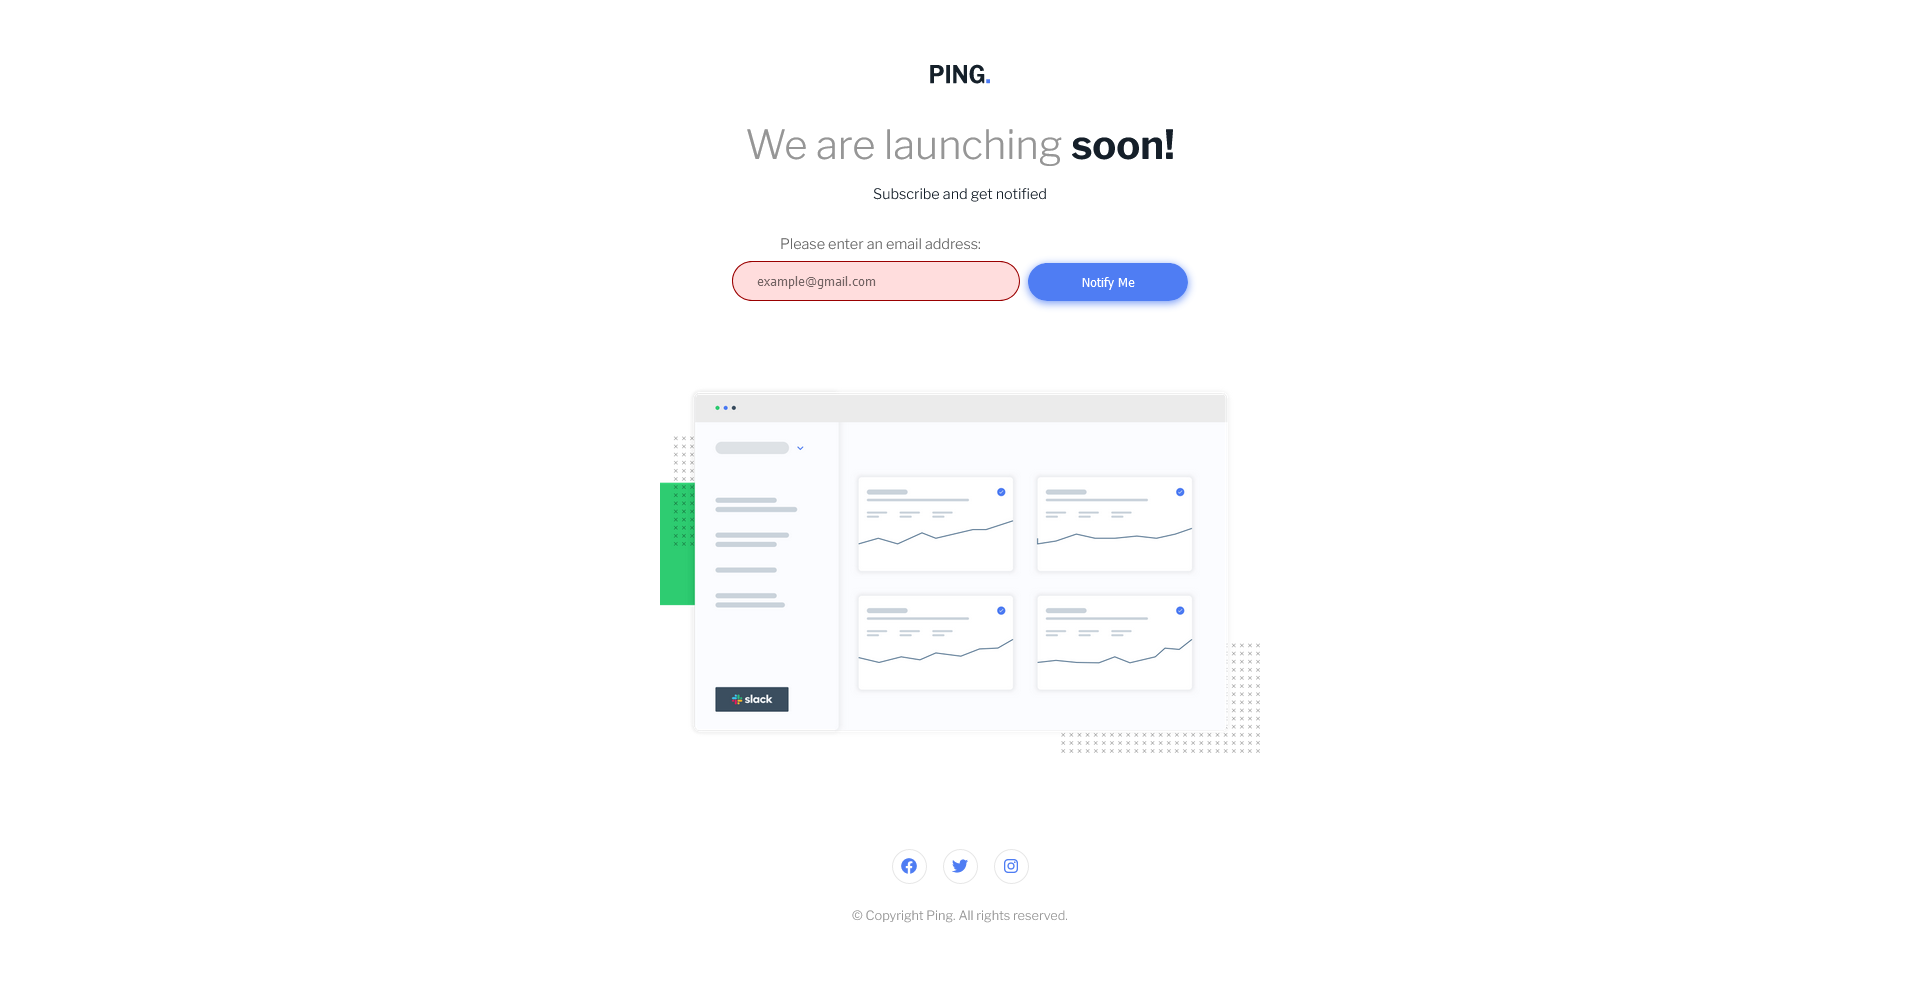 PING.
We are launching soon!
Subscribe and get notified
Please enter an email address:
example@gmail.com
Notify Me
slack
© Copyright Ping. All rights reserved.